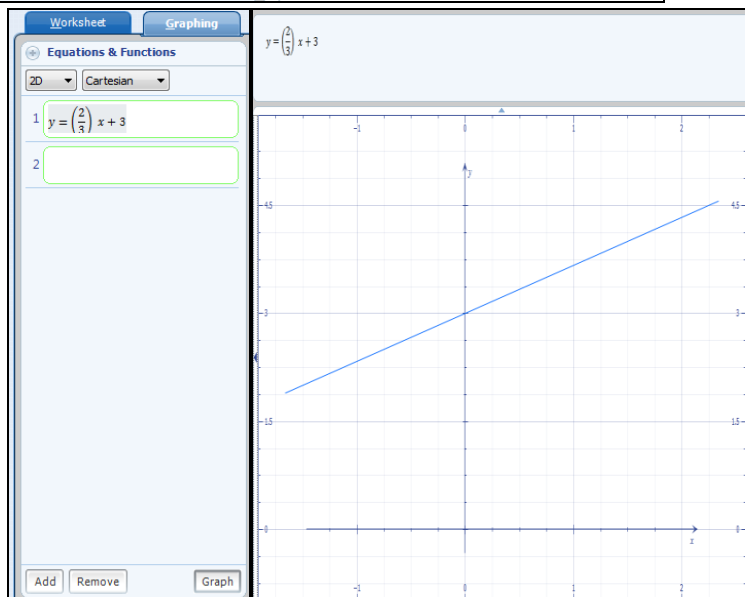 Worksheet Graphing
Equations & Functions
2D Cartesian
1 y = (2/3) x + 3
2
Add Remove Graph
y = (2/3) x + 3
-1 0 1 2
y
4.5 4.5
3 3
1.5 1.5
0 0
x
-1 0 1 2